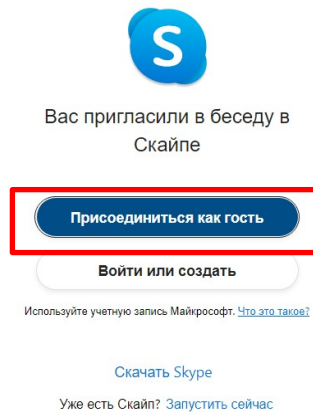 S
Вас пригласили в беседу в
Скайпе
Присоединиться как гость
Войти или создать
Используйте учетную запись Майкрософт. Что это такое?
Скачать Skype
Уже есть Скайп? Запустить сейчас